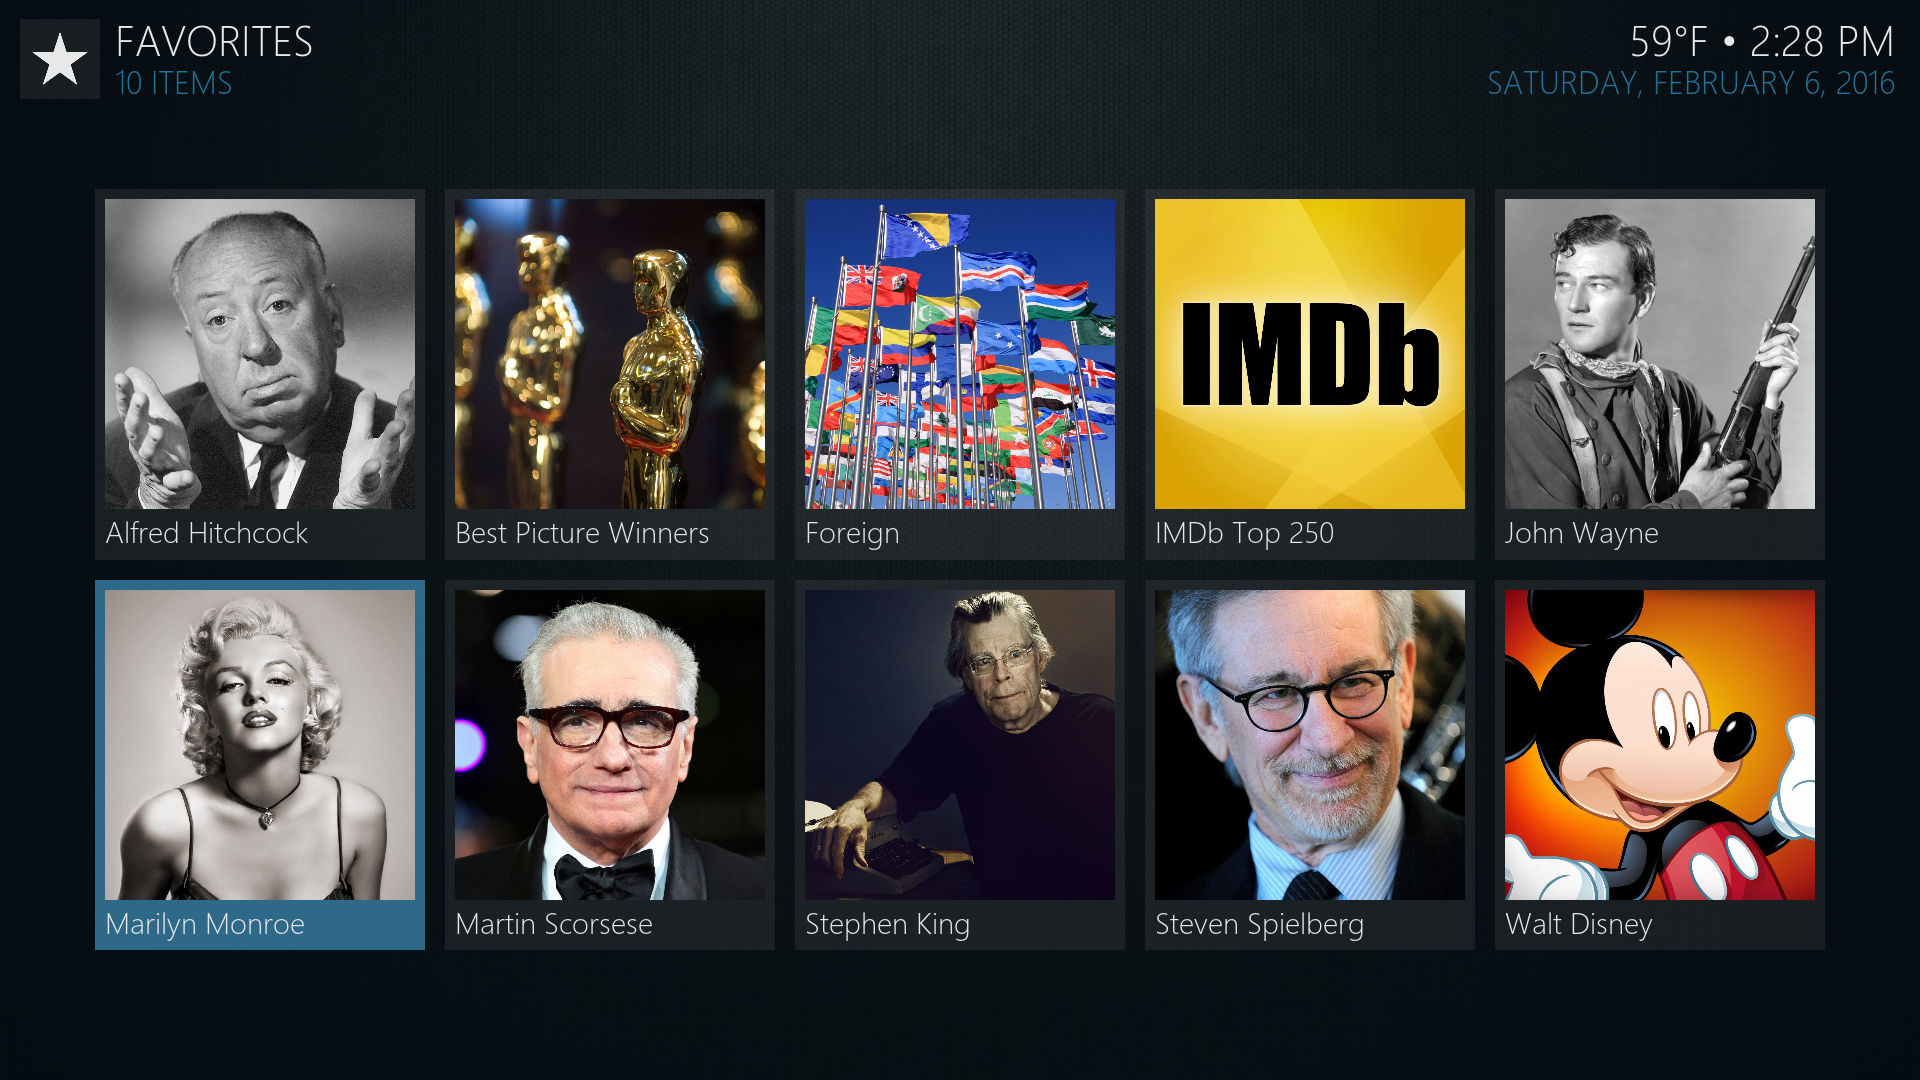 FAVORITES
10 ITEMS
59°F • 2:28 PM
SATURDAY, FEBRUARY 6, 2016
IMDb
Alfred Hitchcock
Best Picture Winners
Foreign
IMDb Top 250
John Wayne
Marilyn Monroe
Martin Scorsese
Stephen King
Steven Spielberg
Walt Disney